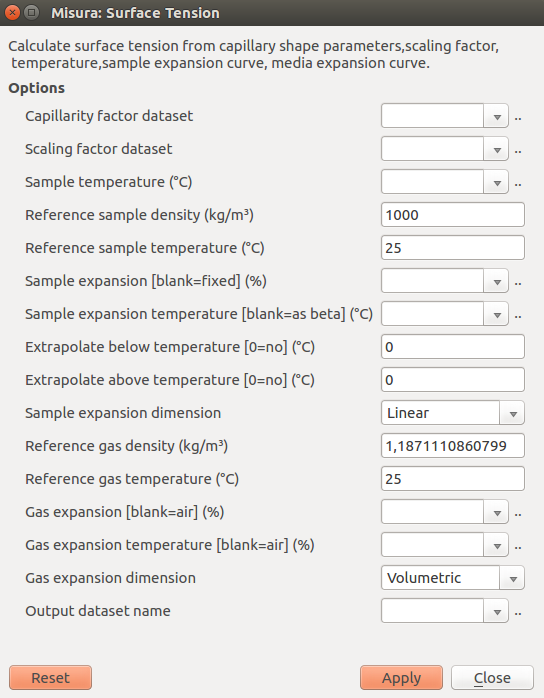 Misura: Surface Tension
Calculate surface tension from capillary shape parameters,scaling factor,
temperature,sample expansion curve, media expansion curve.
Options
Capillarity factor dataset ..
Scaling factor dataset ..
Sample temperature (°C) ..
Reference sample density (kg/m³) 1000
Reference sample temperature (°C) 25
Sample expansion [blank=fixed] (%) ..
Sample expansion temperature [blank=as beta] (°C) ..
Extrapolate below temperature [0=no] (°C) 0
Extrapolate above temperature [0=no] (°C) 0
Sample expansion dimension Linear
Reference gas density (kg/m³) 1,1871110860799
Reference gas temperature (°C) 25
Gas expansion [blank=air] (%) ..
Gas expansion temperature [blank=air] (%) ..
Gas expansion dimension Volumetric
Output dataset name ..
Reset Apply Close